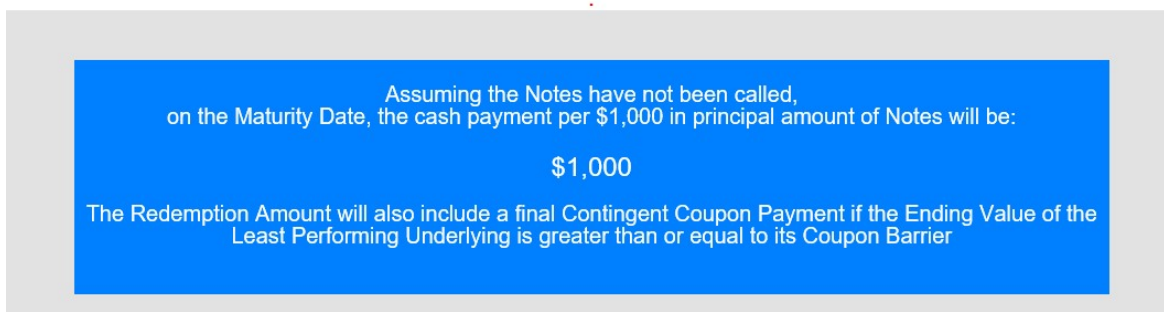 Assuming the Notes have not been called,
on the Maturity Date, the cash payment per $1,000 in principal amount of Notes will be:
$1,000
The Redemption Amount will also include a final Contingent Coupon Payment if the Ending Value of the
Least Performing Underlying is greater than or equal to its Coupon Barrier